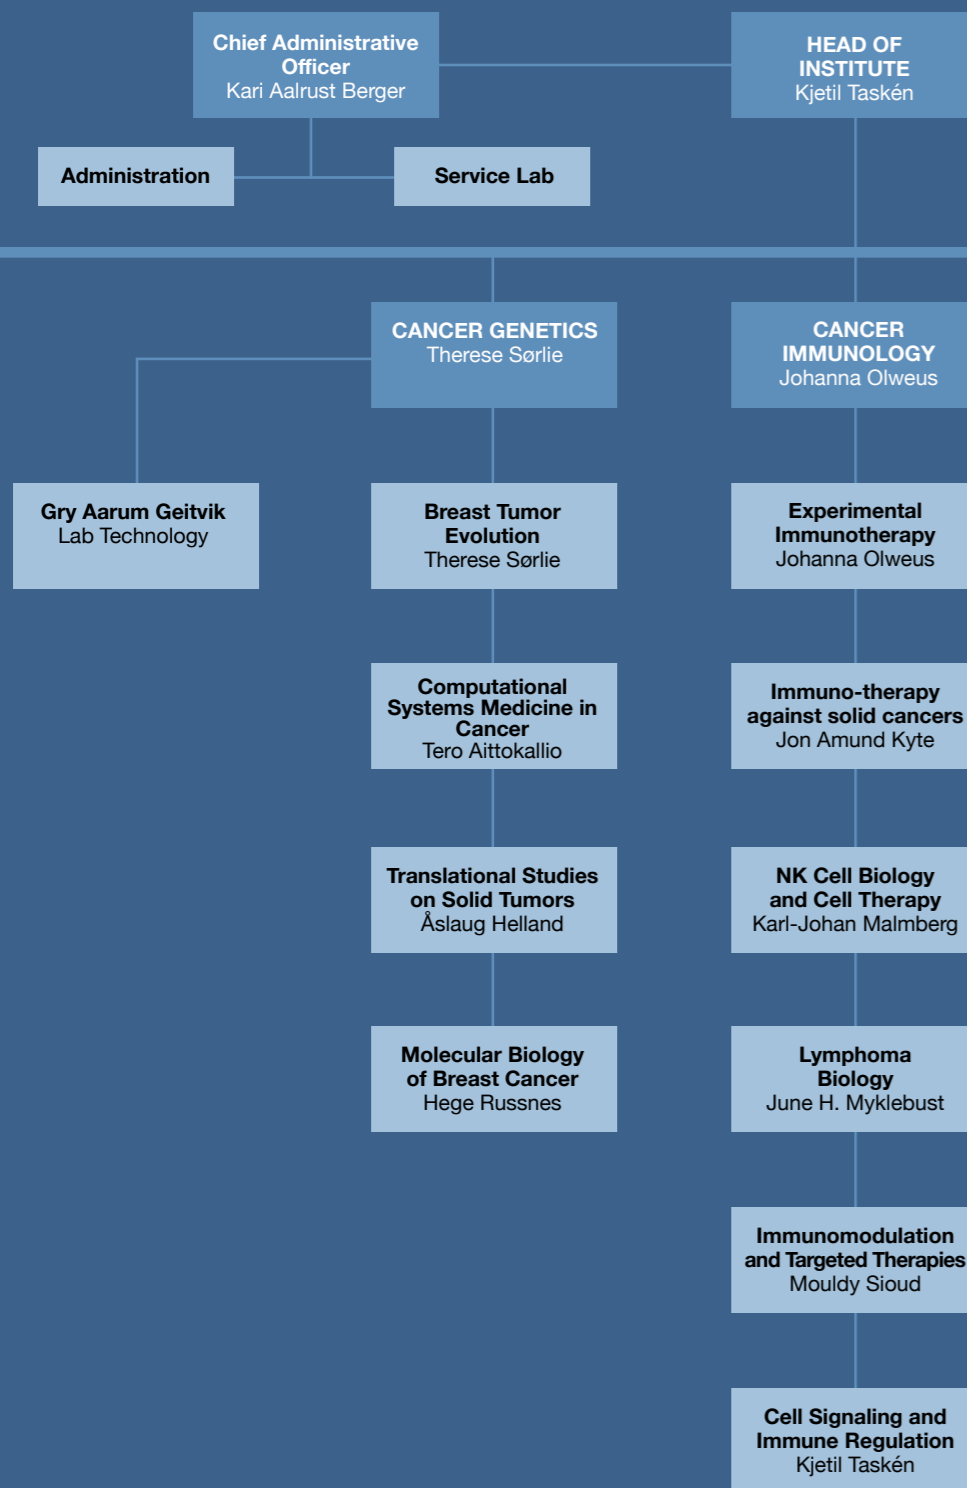 Chief Administrative
Officer
Kari Aalrust Berger
HEAD OF
INSTITUTE
Kjetil Taskén
Administration
Service Lab
CANCER GENETICS
Therese Sørlie
CANCER
IMMUNOLOGY
Johanna Olweus
Gry Aarum Geitvik
Lab Technology
Breast Tumor
Evolution
Therese Sørlie
Experimental
Immunotherapy
Johanna Olweus
Computational
Systems Medicine in
Cancer
Tero Aittokallio
Immuno-therapy
against solid cancers
Jon Amund Kyte
Translational Studies
on Solid Tumors
Åslaug Helland
NK Cell Biology
and Cell Therapy
Karl-Johan Malmberg
Molecular Biology
of Breast Cancer
Hege Russnes
Lymphoma
Biology
June H. Myklebust
Immunomodulation
and Targeted Therapies
Mouldy Sioud
Cell Signaling and
Immune Regulation
Kjetil Taskén